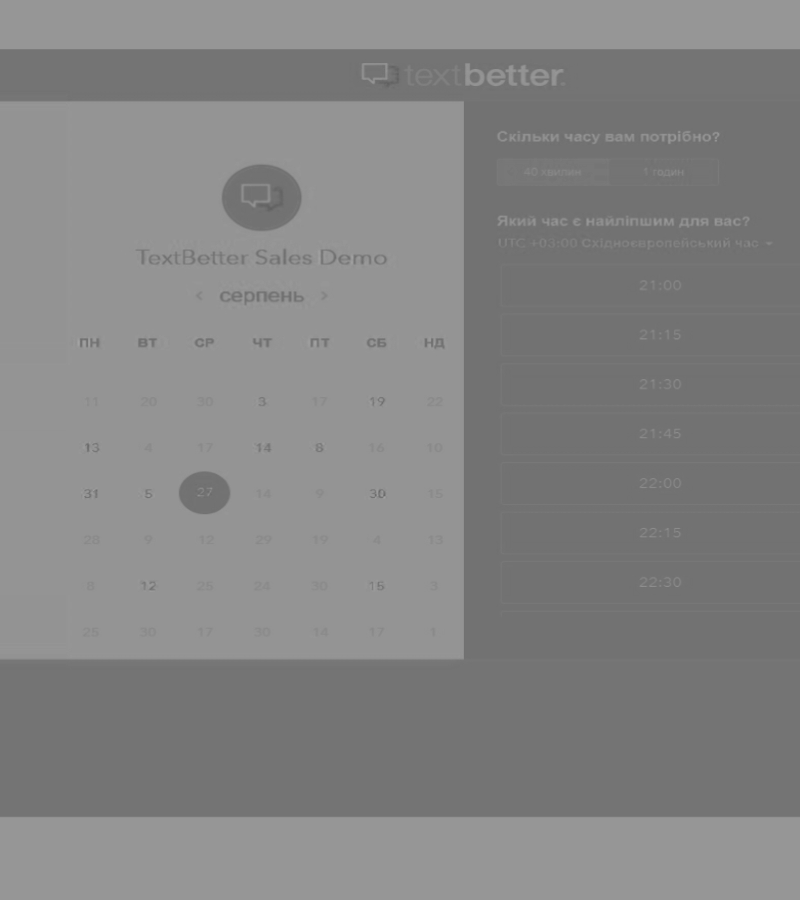 textbetter.
TextBetter Sales Demo
< серпень >
ПН ВТ СР ЧТ ПТ СБ НД
11 20 30 3 17 19 22
13 4 17 14 8 16 10
31 5 27 14 9 30 15
28 9 12 29 19 4 13
8 12 25 24 30 15 3
25 30 17 30 14 17 1
Скільки часу вам потрібно?
40 хвилин 1 годин
Який час є найліпшим для вас?
UTC +03:00 Східноєвропейський час
21:00
21:15
21:30
21:45
22:00
22:15
22:30